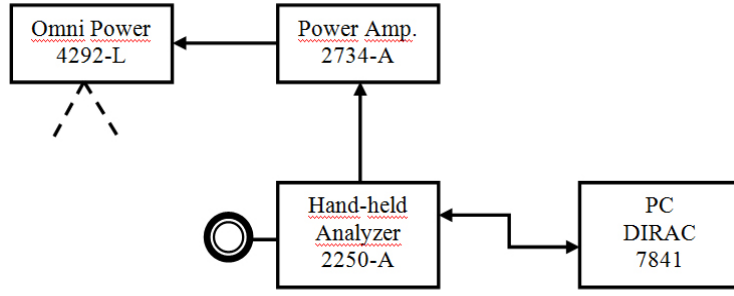 Omni Power
4292-L
Power Amp.
2734-A
Hand-held
Analyzer
2250-A
PC
DIRAC
7841